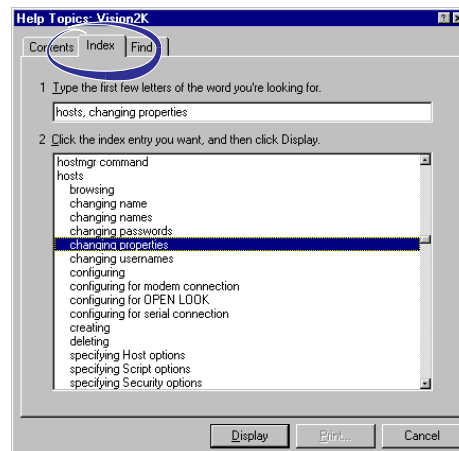 Help Topics: Vision2K
Contents Index Find
1 Type the first few letters of the word you're looking for.
hosts, changing properties
2 Click the index entry you want, and then click Display.
hostmgr command
hosts
browsing
changing name
changing names
changing passwords
changing properties
changing usernames
configuring
configuring for modem connection
configuring for OPEN LOOK
configuring for serial connection
creating
deleting
specifying Host options
specifying Script options
specifying Security options
Display Print... Cancel